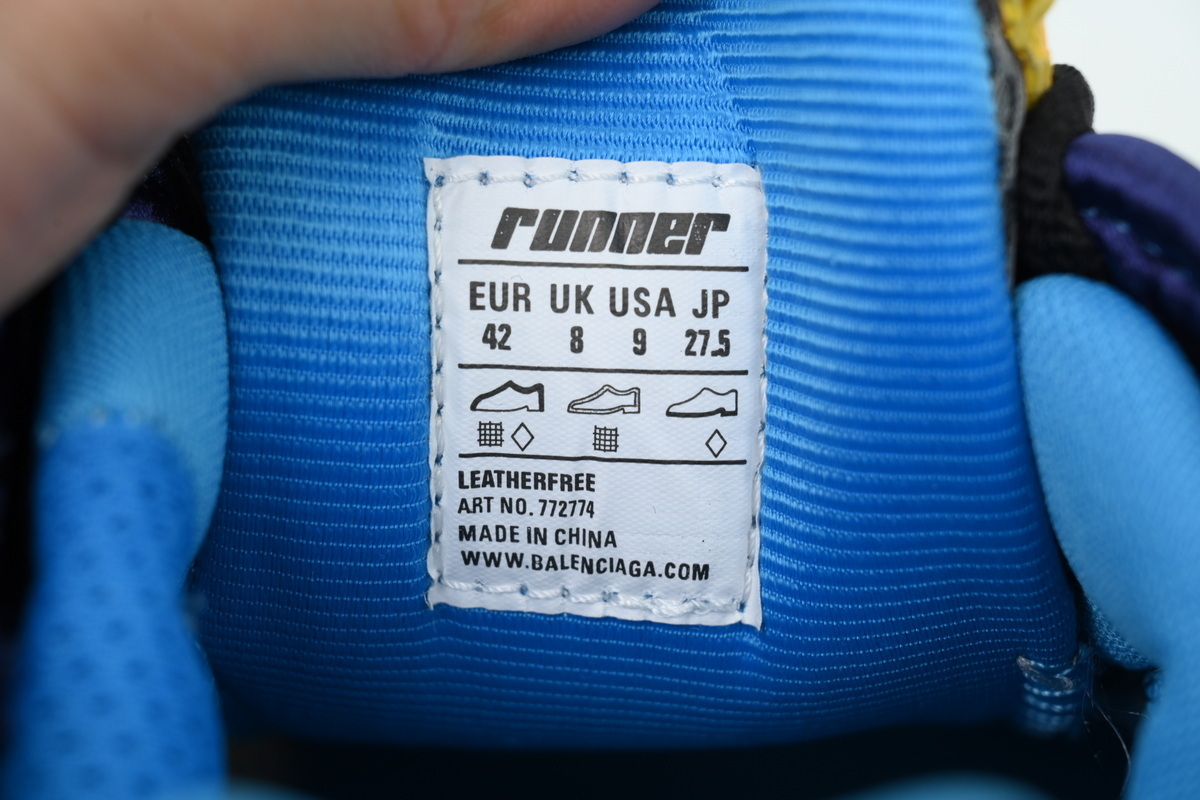 runner
EUR UK USA JP
42 8 9 27.5
LEATHERFREE
ART NO. 772774
MADE IN CHINA
WWW.BALENCIAGA.COM